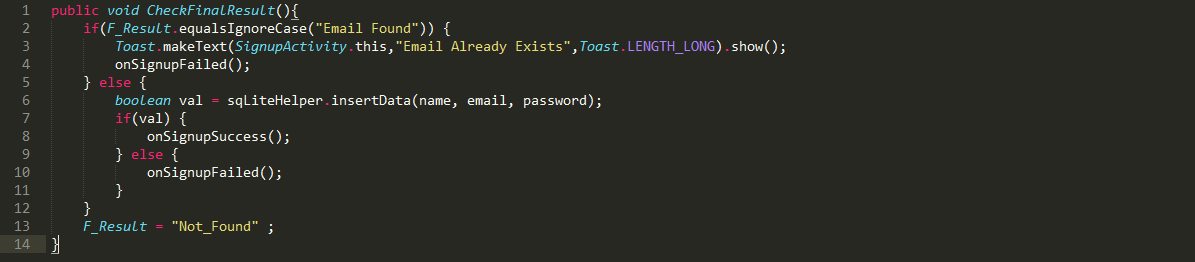 1 public void CheckFinalResult(){
2 if(F_Result.equalsIgnoreCase("Email Found")) {
3 Toast.makeText(SignupActivity.this,"Email Already Exists",Toast.LENGTH_LONG).show();
4 onSignupFailed();
5 } else {
6 boolean val = sqLiteHelper.insertData(name, email, password);
7 if(val) {
8 onSignupSuccess();
9 } else {
10 onSignupFailed();
11 }
12 }
13 F_Result = "Not_Found" ;
14 }